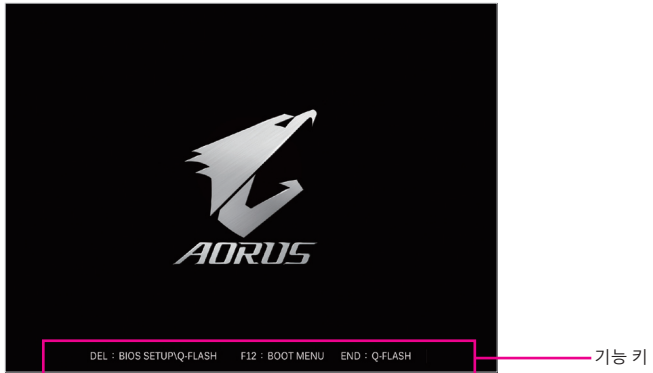 AORUS
DEL : BIOS SETUP\Q-FLASH F12 : BOOT MENU END : Q-FLASH
기능 키